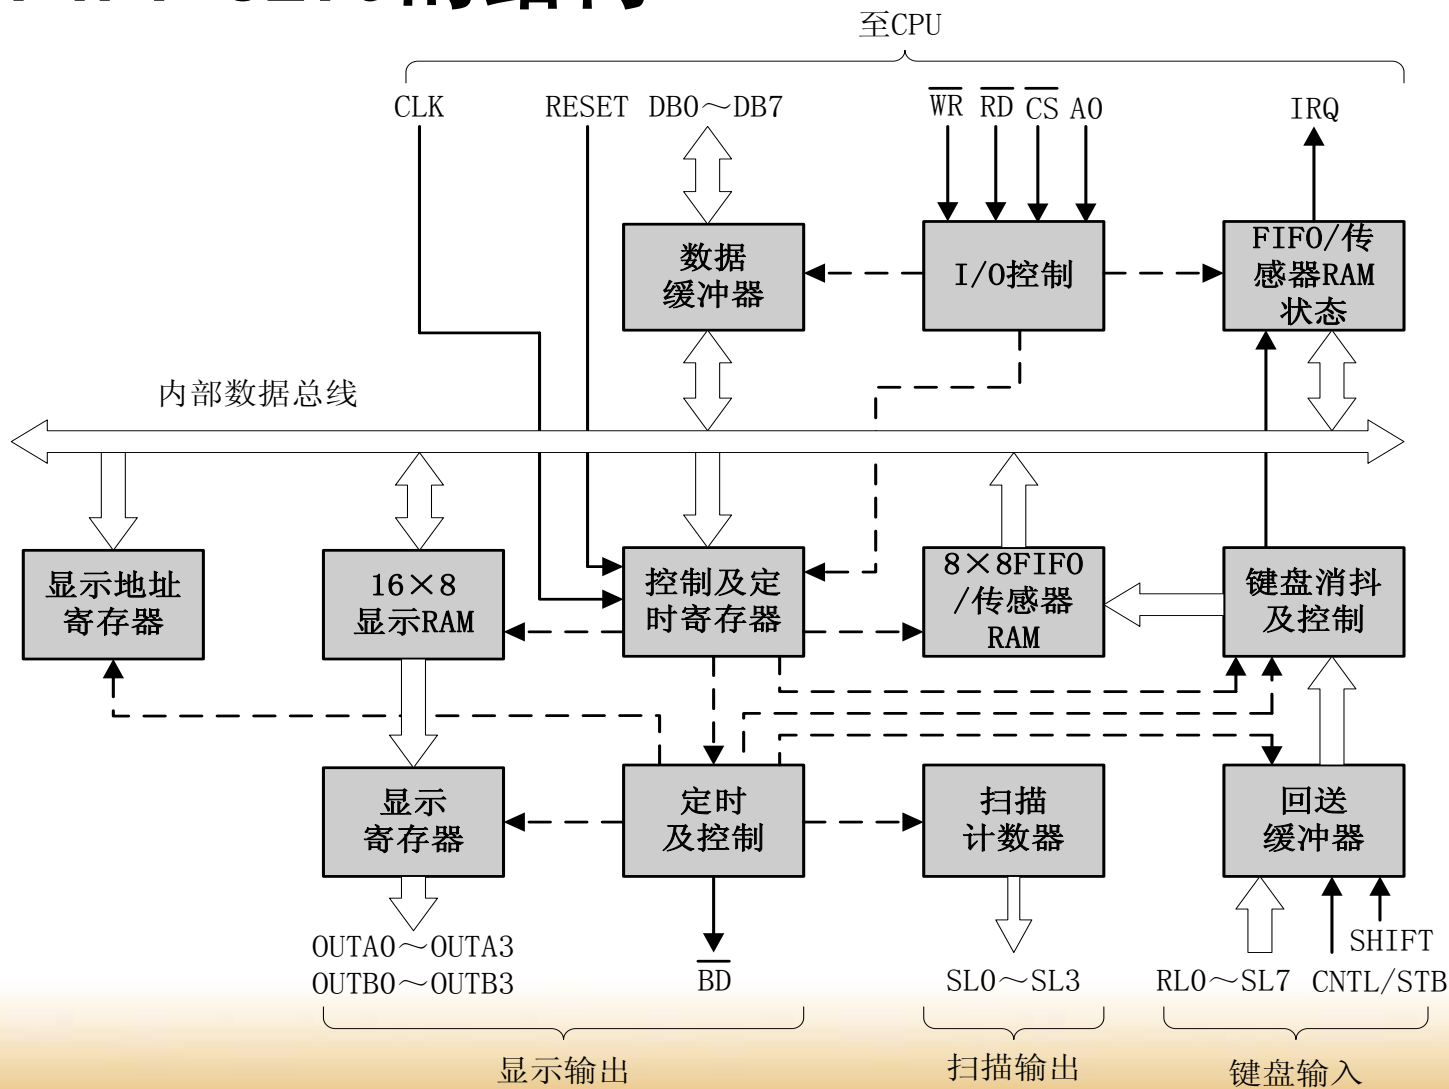 至CPU
CLK
RESET
DB0～DB7
WR
RD
CS
A0
IRQ
数据
缓冲器
I/O控制
FIFO/传
感器RAM
状态
内部数据总线
显示地址
寄存器
16×8
显示RAM
控制及定
时寄存器
8×8FIFO
/传感器
RAM
键盘消抖
及控制
显示
寄存器
定时
及控制
扫描
计数器
回送
缓冲器
OUTA0～OUTA3
OUTB0～OUTB3
BD
SL0～SL3
RL0～SL7
SHIFT
CNTL/STB
显示输出
扫描输出
键盘输入